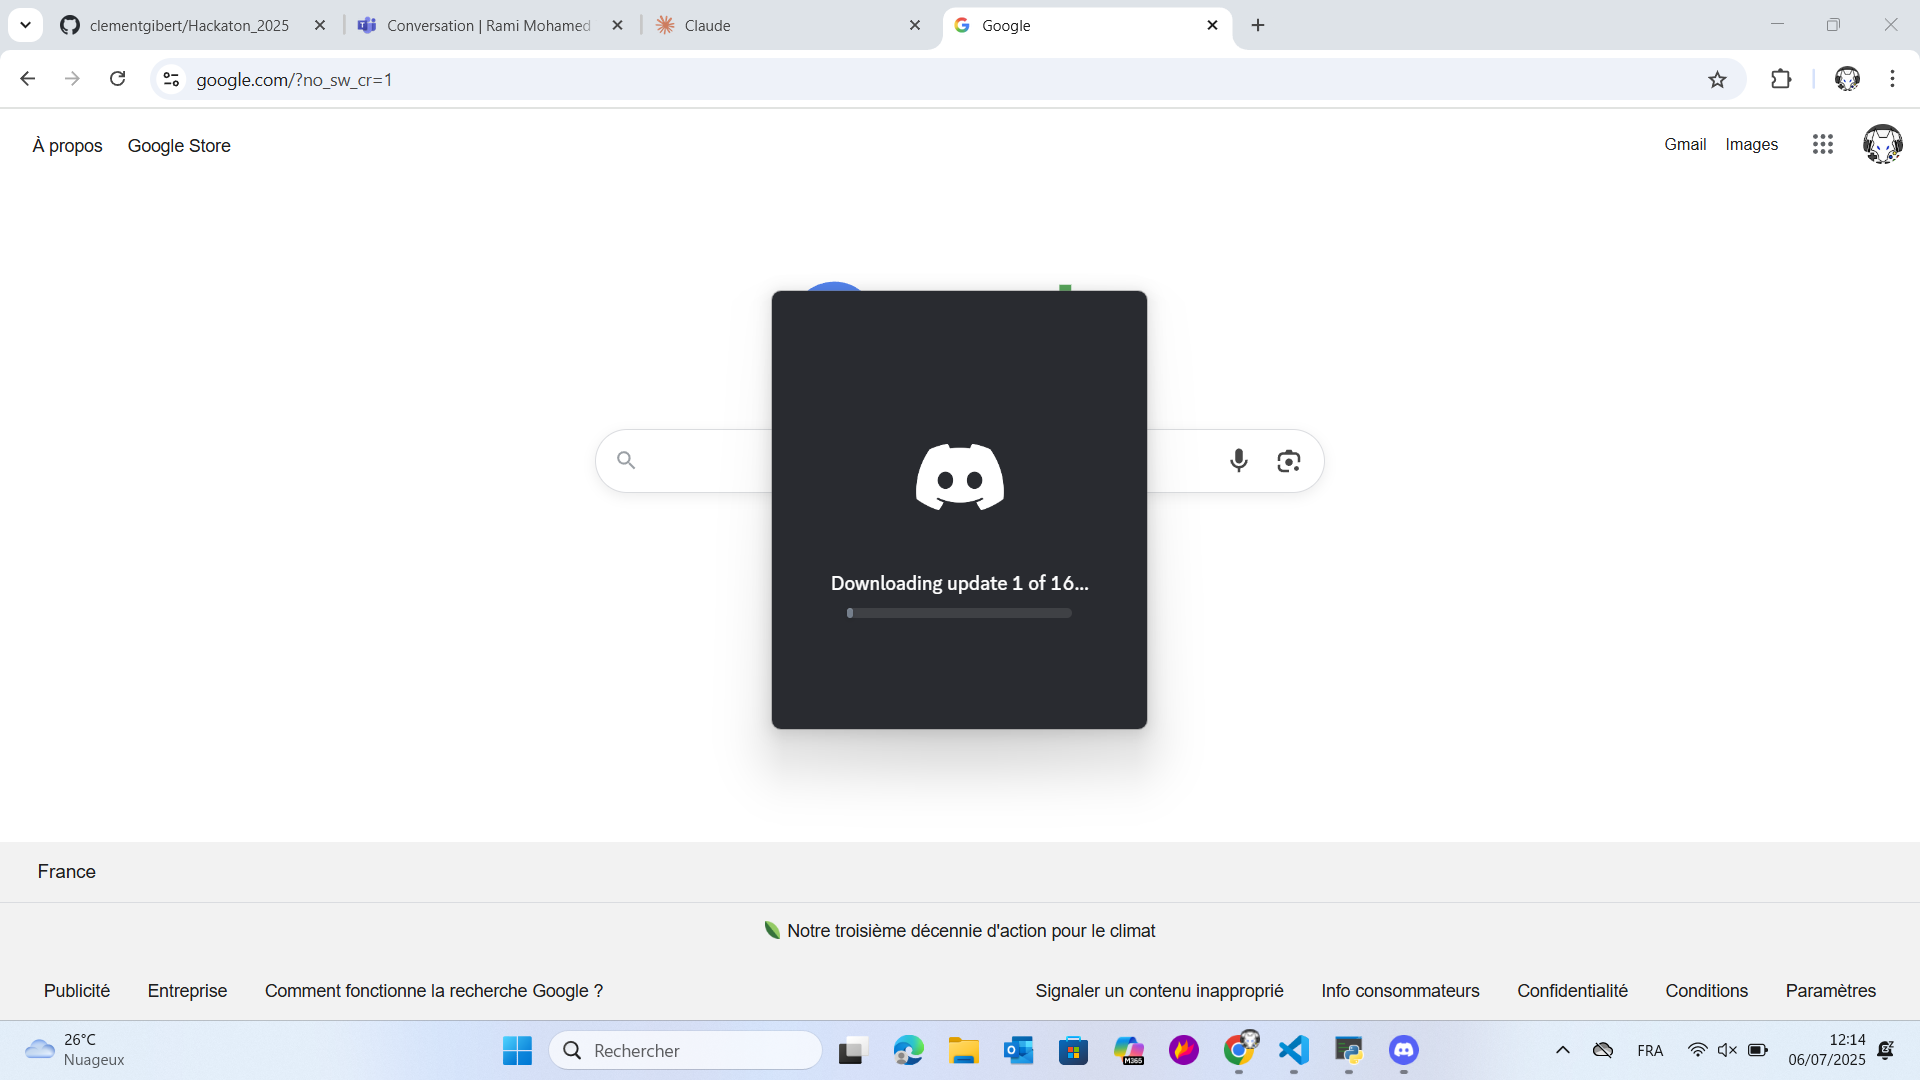 clementgibert/Hackaton_2025
Conversation | Rami Mohamed
Claude
Google
google.com/?no_sw_cr=1
À propos
Google Store
Gmail
Images
Downloading update 1 of 16...
France
Notre troisième décennie d'action pour le climat
Publicité
Entreprise
Comment fonctionne la recherche Google ?
Signaler un contenu inapproprié
Info consommateurs
Confidentialité
Conditions
Paramètres
26°C
Nuageux
Rechercher
M365
FRA
12:14
06/07/2025